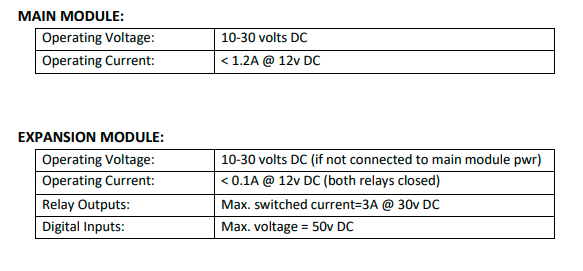 MAIN MODULE:
Operating Voltage: 10-30 volts DC
Operating Current: < 1.2A @ 12v DC
EXPANSION MODULE:
Operating Voltage: 10-30 volts DC (if not connected to main module pwr)
Operating Current: < 0.1A @ 12v DC (both relays closed)
Relay Outputs: Max. switched current=3A @ 30v DC
Digital Inputs: Max. voltage = 50v DC